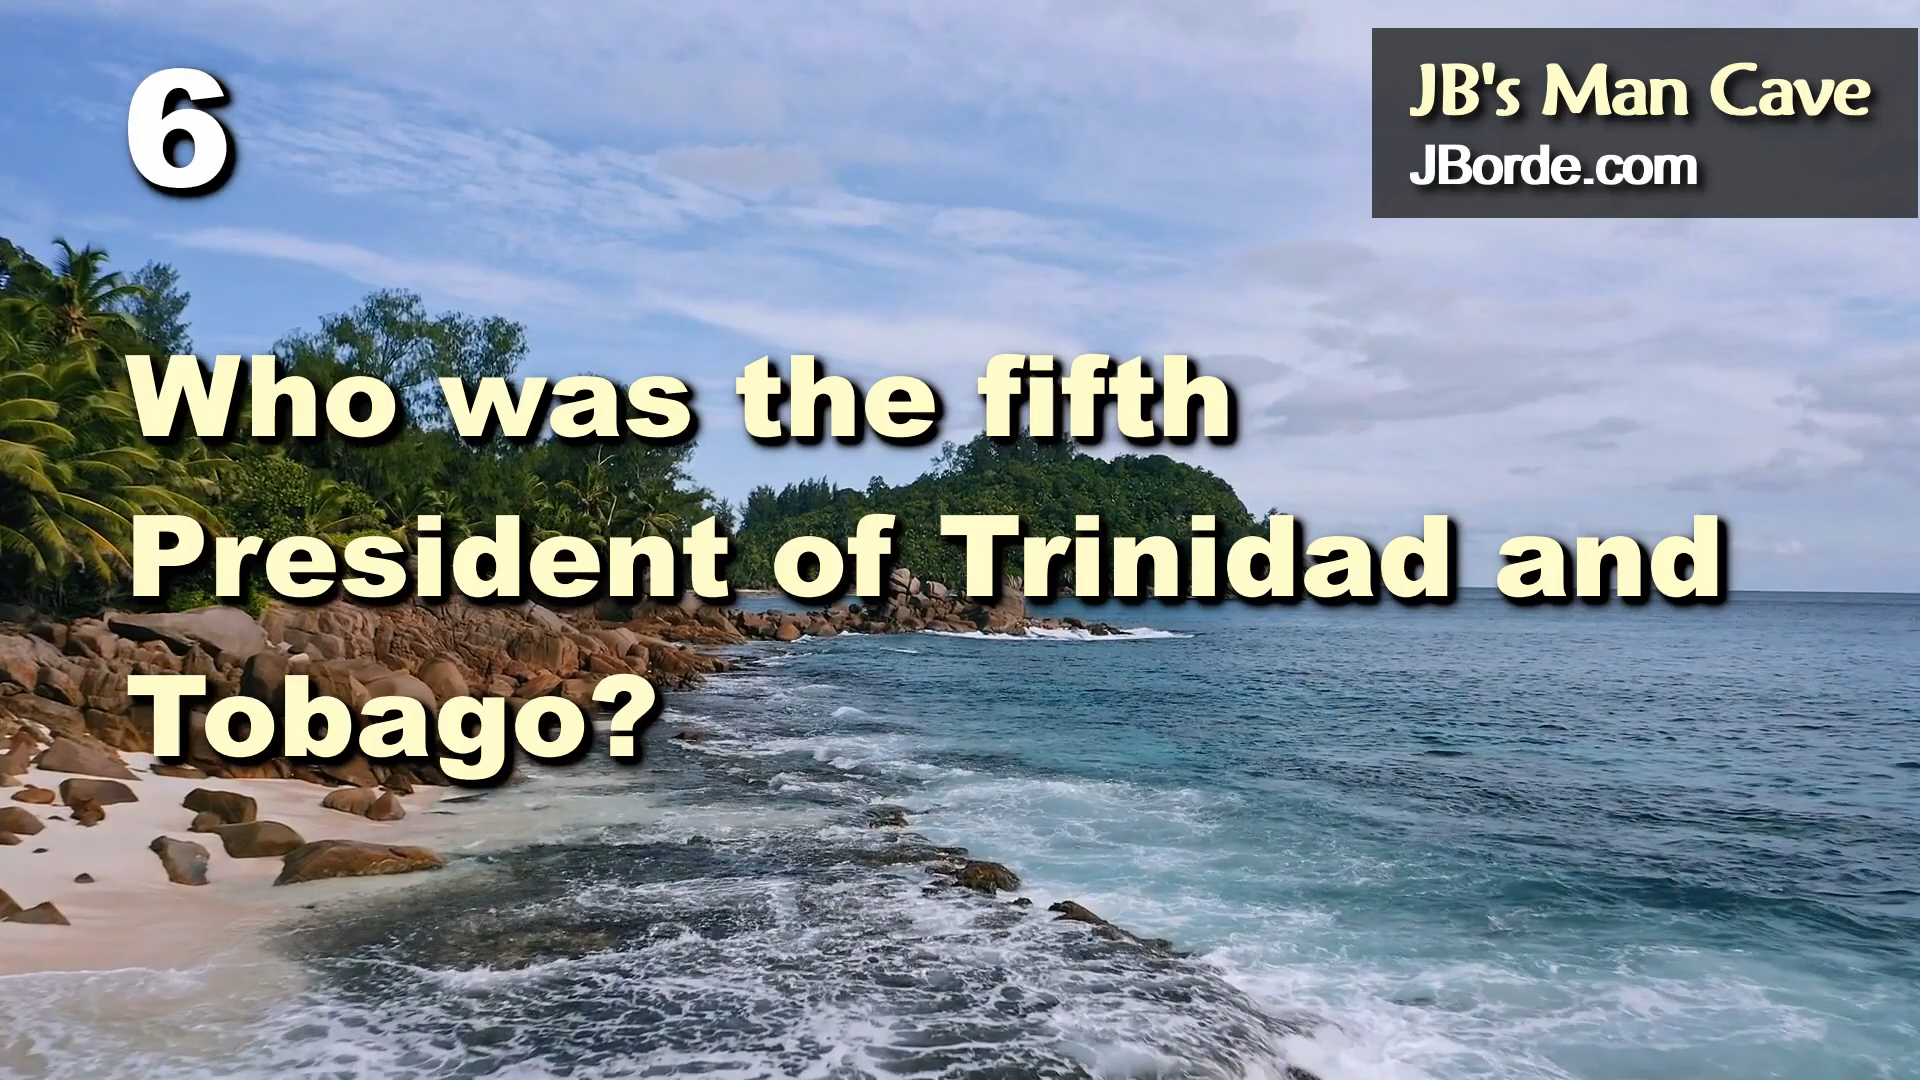 6
JB's Man Cave
JBorde.com
Who was the fifth
President of Trinidad and
Tobago?